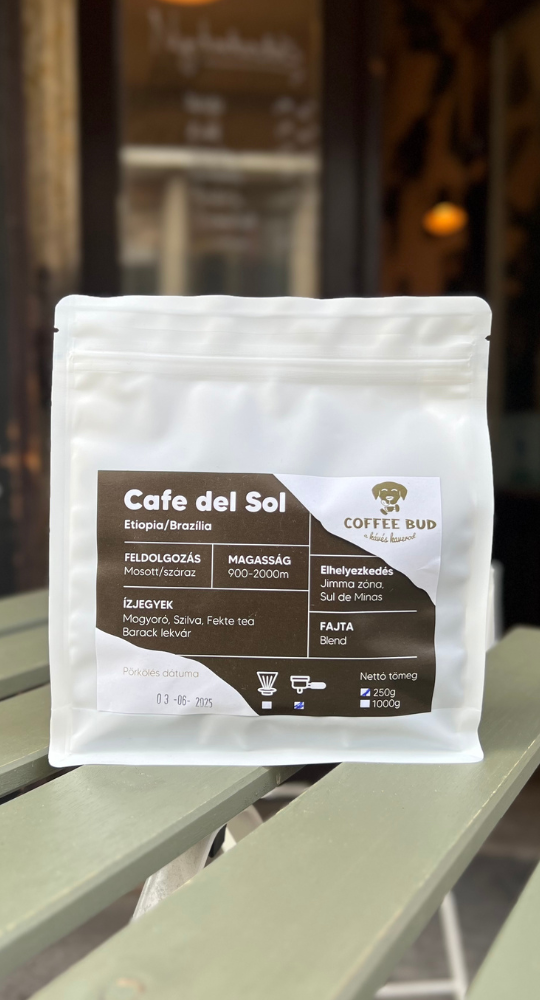 Cafe del Sol
Etiopia/Brazília
COFFEE BUD
a kávés haverod
FELDOLGOZÁS
Mosott/száraz
MAGASSÁG
900-2000m
Elhelyezkedés
Jimma zóna,
Sul de Minas
ÍZJEGYEK
Mogyoró, Szilva, Fekte tea
Barack lekvár
FAJTA
Blend
Pörkölés dátuma
03-06-2025
Nettó tömeg
250g
1000g